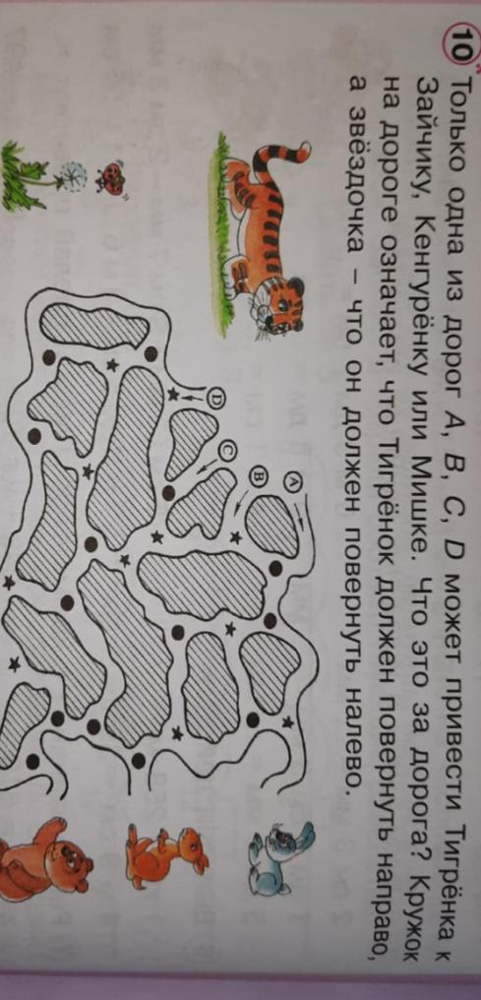 10* Только одна из дорог A, B, C, D может привести Тигрёнка к
Зайчику, Кенгурёнку или Мишке. Что это за дорога? Кружок
на дороге означает, что Тигрёнок должен повернуть направо,
а звёздочка – что он должен повернуть налево.
A
B
C
D